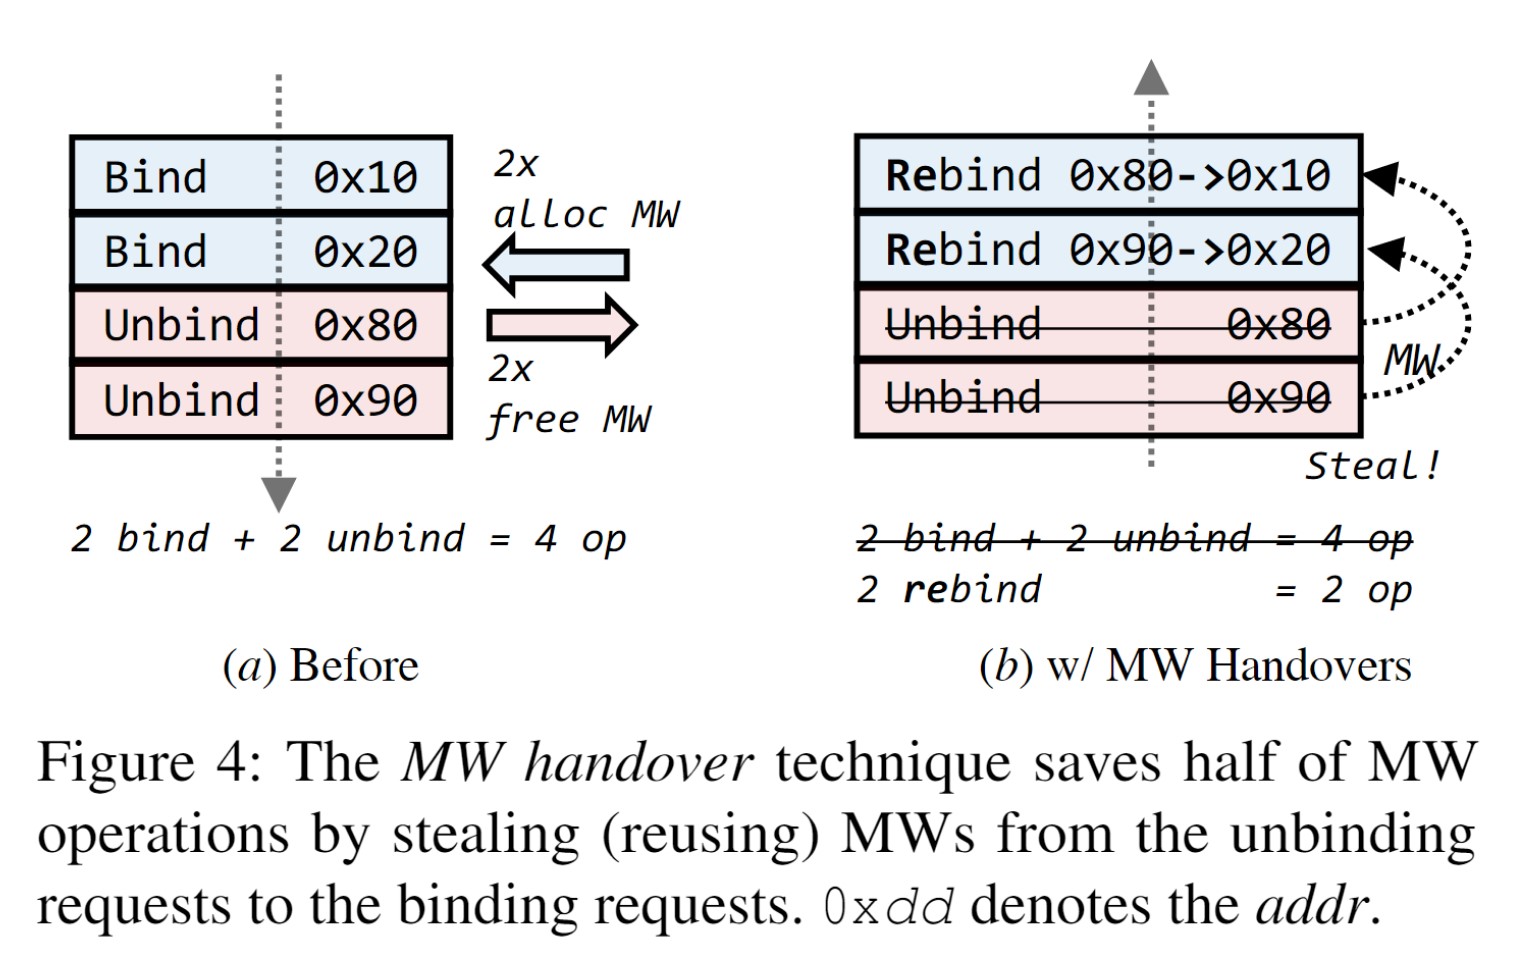 Bind 0x10
Bind 0x20
Unbind 0x80
Unbind 0x90
2x
alloc MW
2x
free MW
2 bind + 2 unbind = 4 op
(a) Before
Rebind 0x80->0x10
Rebind 0x90->0x20
Unbind 0x80
Unbind 0x90
MW
Steal!
2 bind + 2 unbind = 4 op
2 rebind = 2 op
(b) w/ MW Handovers
Figure 4: The MW handover technique saves half of MW
operations by stealing (reusing) MWs from the unbinding
requests to the binding requests. 0xdd denotes the addr.